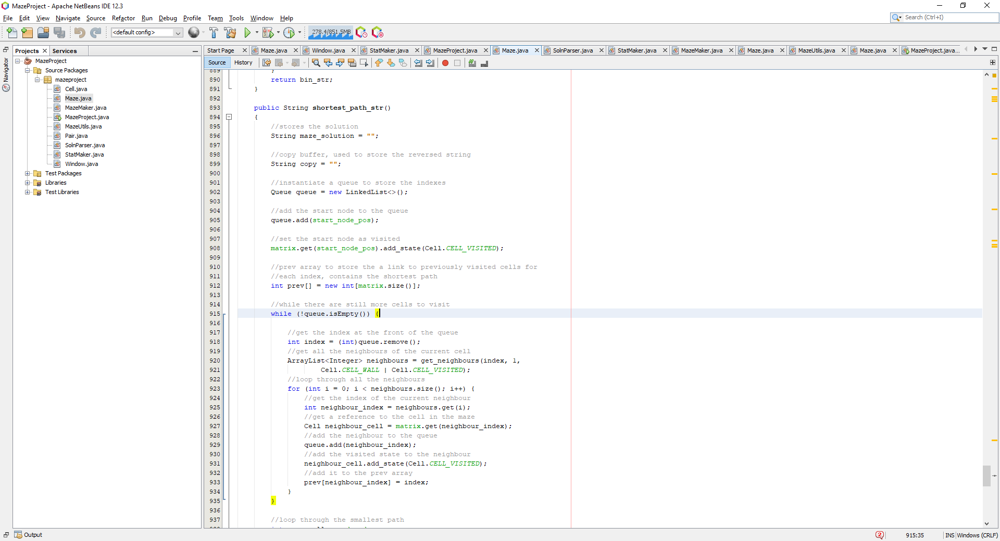 MazeProject - Apache NetBeans IDE 12.3
File Edit View Navigate Source Refactor Run Debug Profile Team Tools Window Help
Search (Ctrl+I)
<default config>
278.4/851.5MB
Projects Services
Navigator
MazeProject
Source Packages
mazeproject
Cell.java
Maze.java
MazeMaker.java
MazeProject.java
MazeUtils.java
Pair.java
SolnParser.java
StatMaker.java
Window.java
Test Packages
Libraries
Test Libraries
Start Page Maze.java Window.java StatMaker.java MazeProject.java Maze.java SolnParser.java StatMaker.java MazeMaker.java Maze.java MazeUtils.java Maze.java MazeProject.java...
Source History
889 }
890 return bin_str;
891 }
892
893 public String shortest_path_str()
894 {
895 //stores the solution
896 String maze_solution = "";
897
898 //copy buffer, used to store the reversed string
899 String copy = "";
900
901 //instantiate a queue to store the indexes
902 Queue queue = new LinkedList<>();
903
904 //add the start node to the queue
905 queue.add(start_node_pos);
906
907 //set the start node as visited
908 matrix.get(start_node_pos).add_state(Cell.CELL_VISITED);
909
910 //prev array to store the a link to previously visited cells for
911 //each index, contains the shortest path
912 int prev[] = new int[matrix.size()];
913
914 //while there are still more cells to visit
915 while (!queue.isEmpty()) {
916
917 //get the index at the front of the queue
918 int index = (int)queue.remove();
919 //get all the neighbours of the current cell
920 ArrayList<Integer> neighbours = get_neighbours(index, 1,
921 Cell.CELL_WALL | Cell.CELL_VISITED);
922 //loop through all the neighbours
923 for (int i = 0; i < neighbours.size(); i++) {
924 //get the index of the current neighbour
925 int neighbour_index = neighbours.get(i);
926 //get a reference to the cell in the maze
927 Cell neighbour_cell = matrix.get(neighbour_index);
928 //add the neighbour to the queue
929 queue.add(neighbour_index);
930 //add the visited state to the neighbour
931 neighbour_cell.add_state(Cell.CELL_VISITED);
932 //add it to the prev array
933 prev[neighbour_index] = index;
934 }
935 }
936
937 //loop through the smallest path
Output
2
915:35
INS Windows (CRLF)